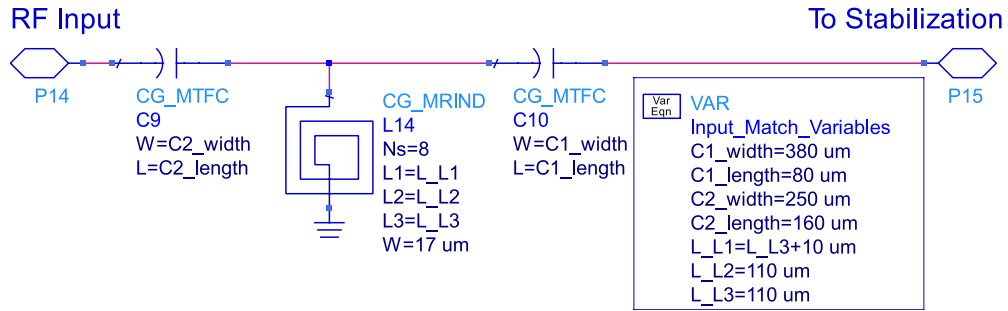 RF Input
To Stabilization
P14
CG_MTFC
C9
W=C2_width
L=C2_length
CG_MRIND
L14
Ns=8
L1=L_L1
L2=L_L2
L3=L_L3
W=17 um
CG_MTFC
C10
W=C1_width
L=C1_length
Var
Eqn
VAR
Input_Match_Variables
C1_width=380 um
C1_length=80 um
C2_width=250 um
C2_length=160 um
L_L1=L_L3+10 um
L_L2=110 um
L_L3=110 um
P15